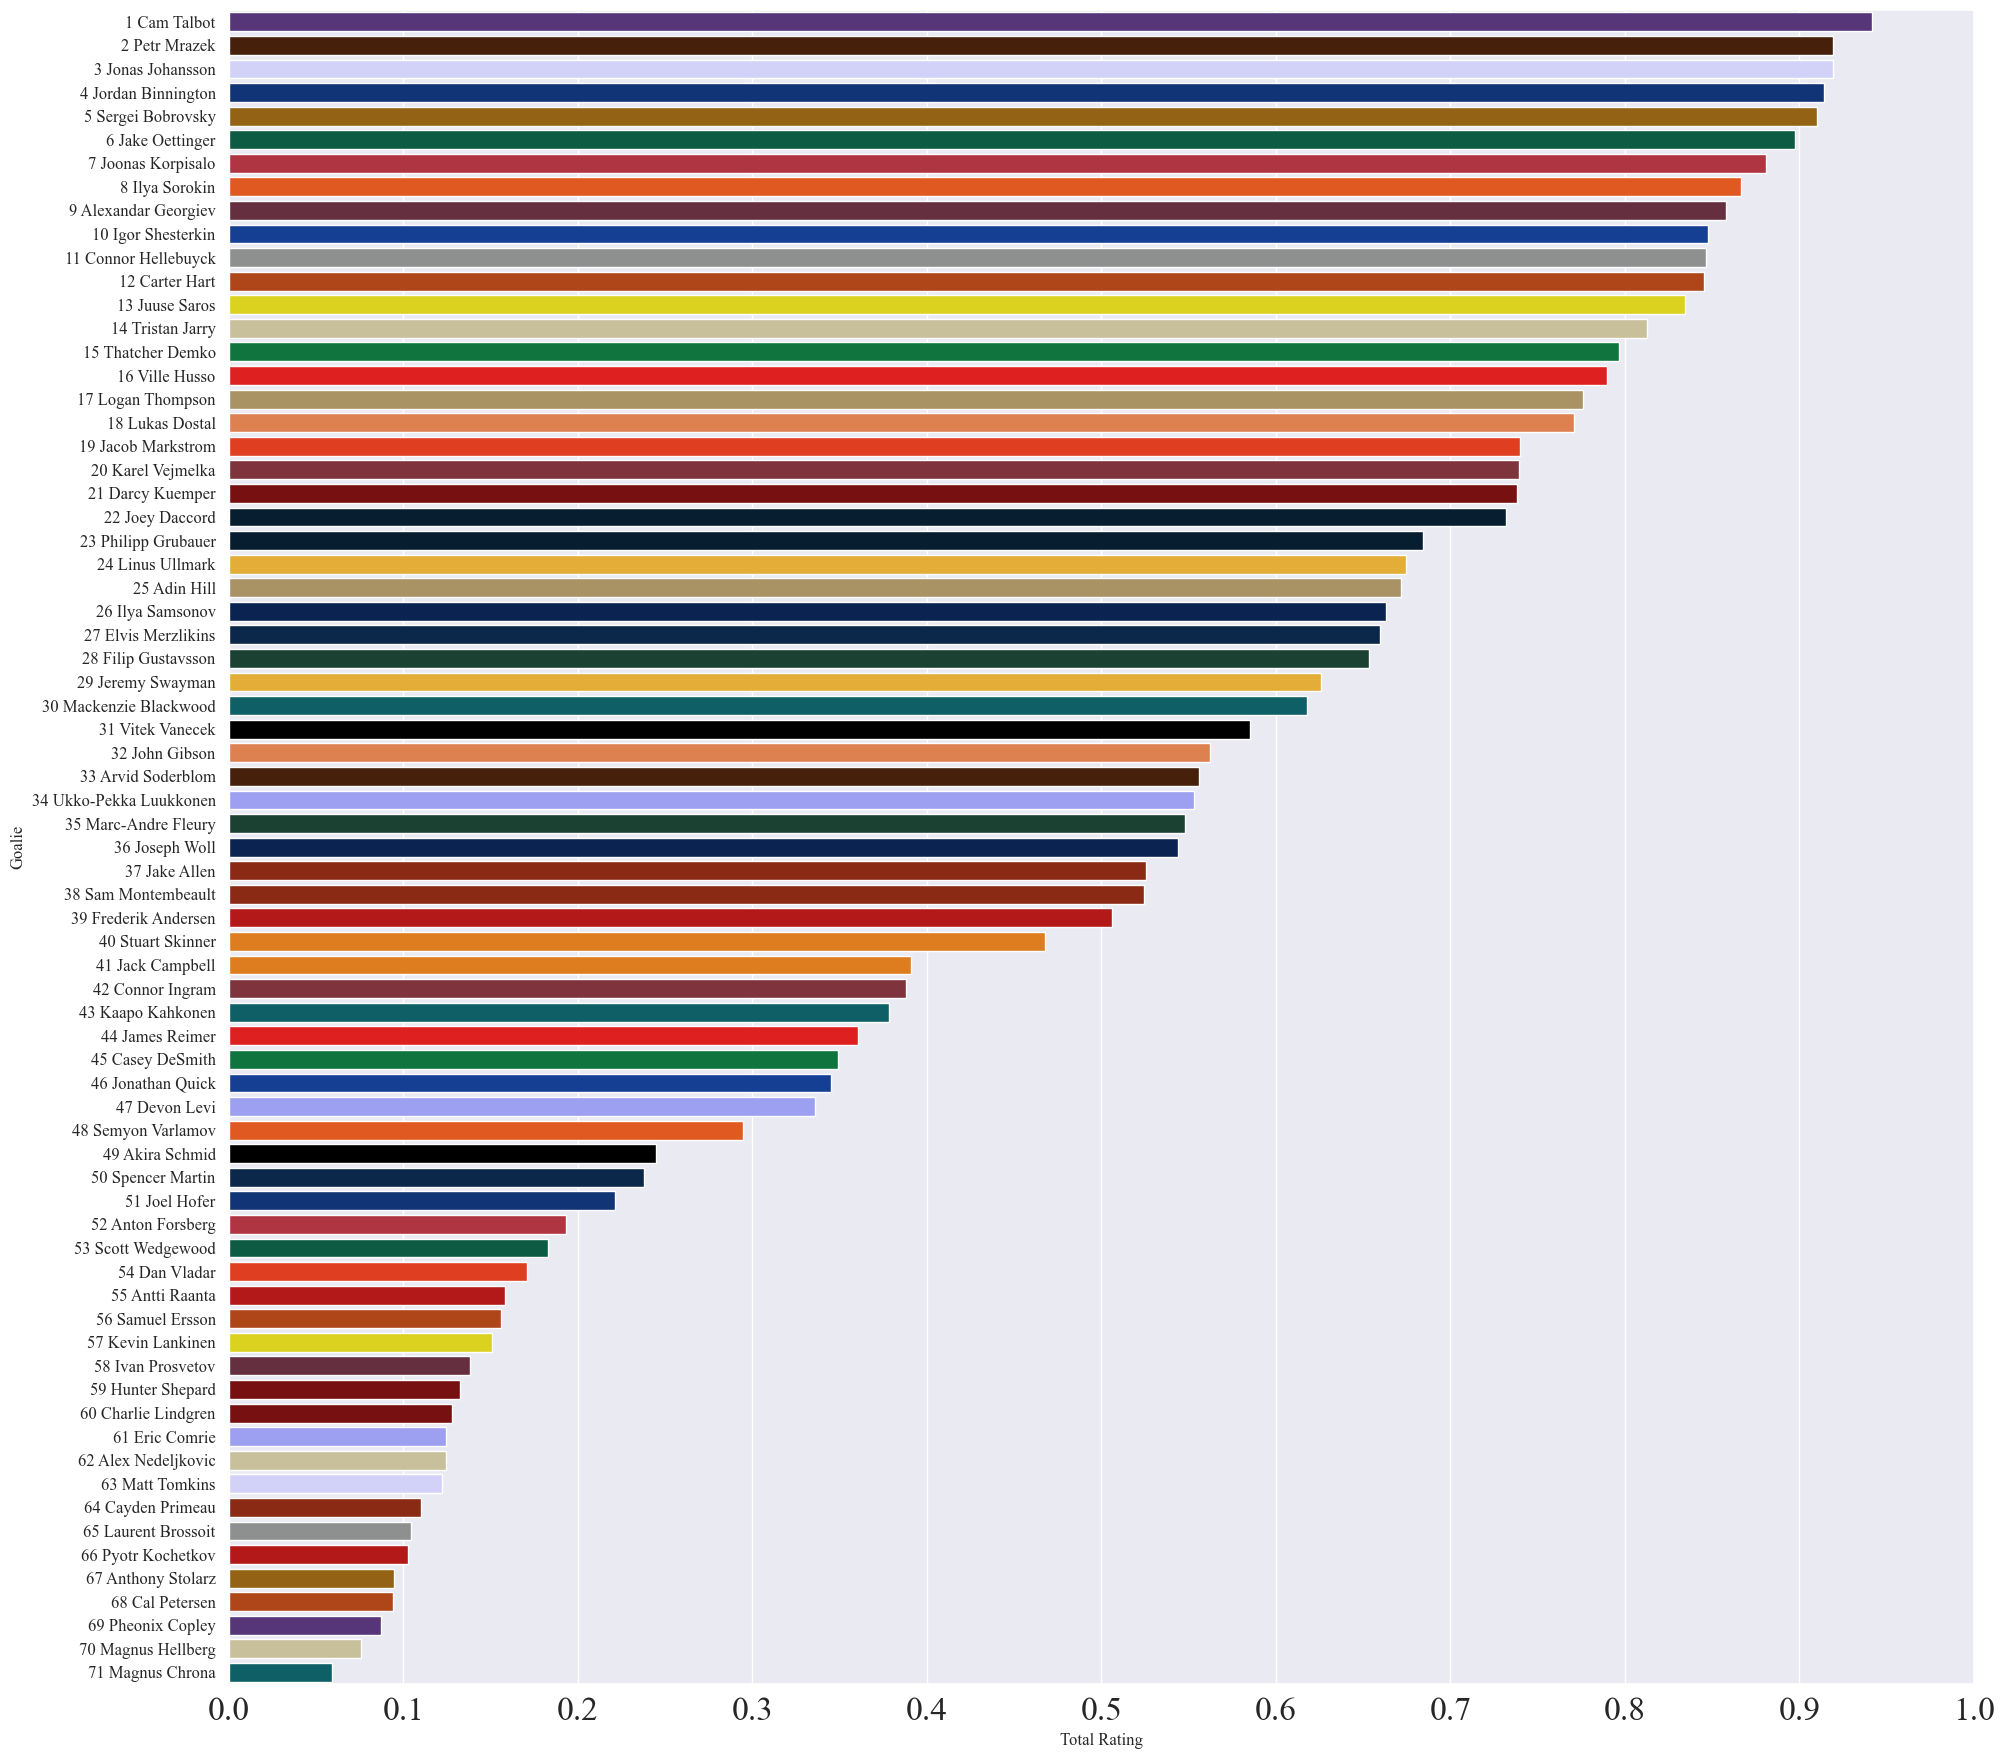 1 Cam Talbot
2 Petr Mrazek
3 Jonas Johansson
4 Jordan Binnington
5 Sergei Bobrovsky
6 Jake Oettinger
7 Joonas Korpisalo
8 Ilya Sorokin
9 Alexandar Georgiev
10 Igor Shesterkin
11 Connor Hellebuyck
12 Carter Hart
13 Juuse Saros
14 Tristan Jarry
15 Thatcher Demko
16 Ville Husso
17 Logan Thompson
18 Lukas Dostal
19 Jacob Markstrom
20 Karel Vejmelka
21 Darcy Kuemper
22 Joey Daccord
23 Philipp Grubauer
24 Linus Ullmark
25 Adin Hill
26 Ilya Samsonov
27 Elvis Merzlikins
28 Filip Gustavsson
29 Jeremy Swayman
30 Mackenzie Blackwood
31 Vitek Vanecek
32 John Gibson
33 Arvid Soderblom
34 Ukko-Pekka Luukkonen
35 Marc-Andre Fleury
36 Joseph Woll
37 Jake Allen
38 Sam Montembeault
39 Frederik Andersen
40 Stuart Skinner
41 Jack Campbell
42 Connor Ingram
43 Kaapo Kahkonen
44 James Reimer
45 Casey DeSmith
46 Jonathan Quick
47 Devon Levi
48 Semyon Varlamov
49 Akira Schmid
50 Spencer Martin
51 Joel Hofer
52 Anton Forsberg
53 Scott Wedgewood
54 Dan Vladar
55 Antti Raanta
56 Samuel Ersson
57 Kevin Lankinen
58 Ivan Prosvetov
59 Hunter Shepard
60 Charlie Lindgren
61 Eric Comrie
62 Alex Nedeljkovic
63 Matt Tomkins
64 Cayden Primeau
65 Laurent Brossoit
66 Pyotr Kochetkov
67 Anthony Stolarz
68 Cal Petersen
69 Pheonix Copley
70 Magnus Hellberg
71 Magnus Chrona
Goalie
0.0 0.1 0.2 0.3 0.4 0.5 0.6 0.7 0.8 0.9 1.0
Total Rating